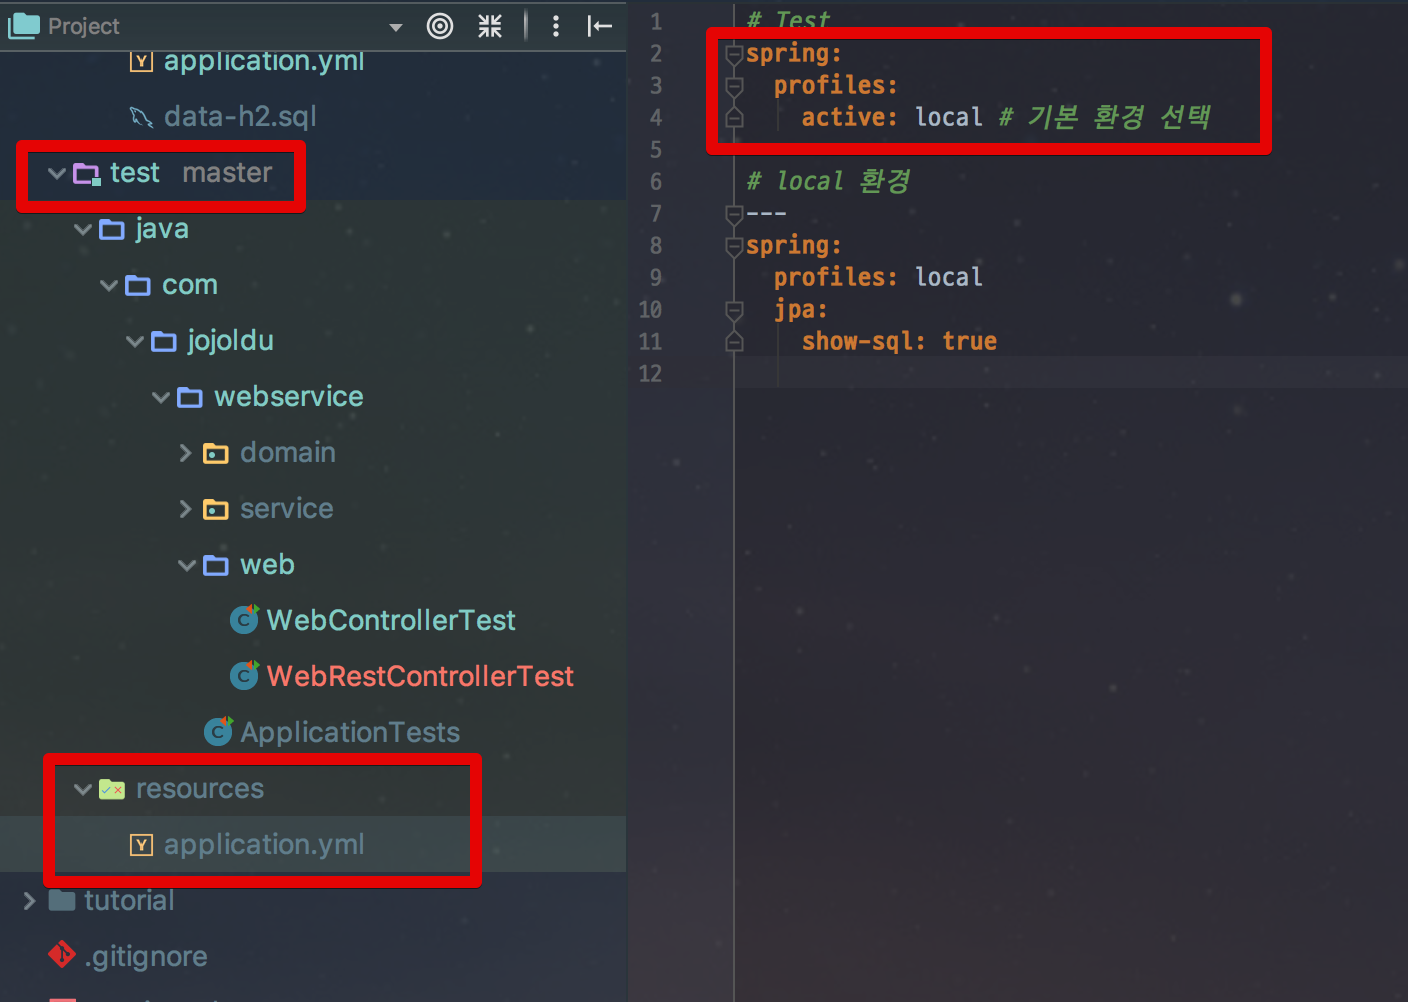 Project
application.yml
data-h2.sql
test master
java
com
jojoldu
webservice
domain
service
web
WebControllerTest
WebRestControllerTest
ApplicationTests
resources
application.yml
tutorial
.gitignore
1 # Test
2 spring:
3 profiles:
4 active: local # 기본 환경 선택
5
6 # local 환경
7 ---
8 spring:
9 profiles: local
10 jpa:
11 show-sql: true
12